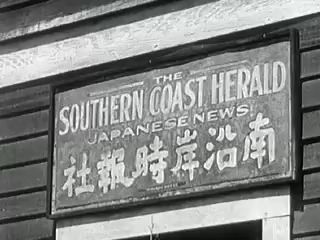 THE
SOUTHERN COAST HERALD
JAPANESE NEWS
南沿岸時報社